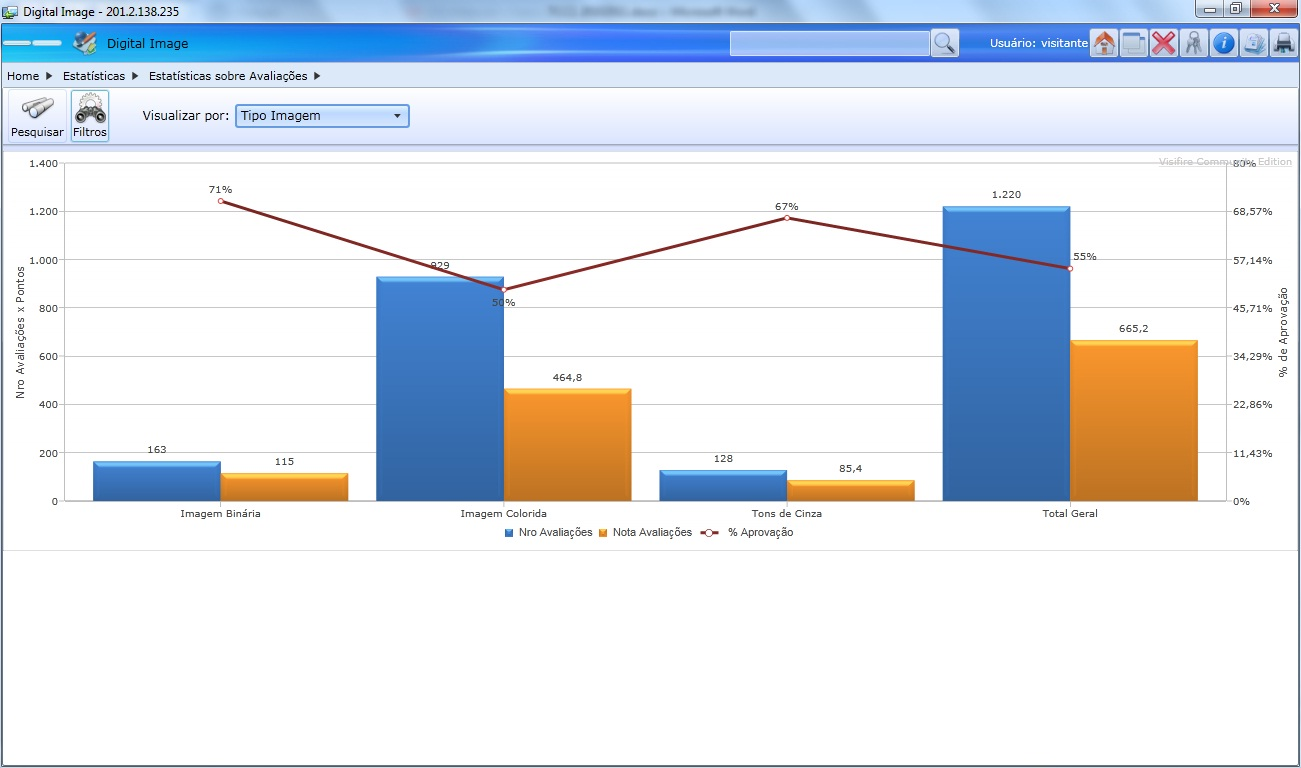 Digital Image - 201.2.138.235
Digital Image
Usuário: visitante
Home Estatísticas Estatísticas sobre Avaliações
Pesquisar Filtros
Visualizar por: Tipo Imagem
Visifire Community Edition
Nro Avaliações x Pontos
1.400
1.200
1.000
800
600
400
200
0
71%
50%
67%
55%
163
115
929
464,8
128
85,4
1.220
665,2
80%
68,57%
57,14%
45,71%
34,29%
22,86%
11,43%
0%
% de Aprovação
Imagem Binária Imagem Colorida Tons de Cinza Total Geral
Nro Avaliações Nota Avaliações % Aprovação